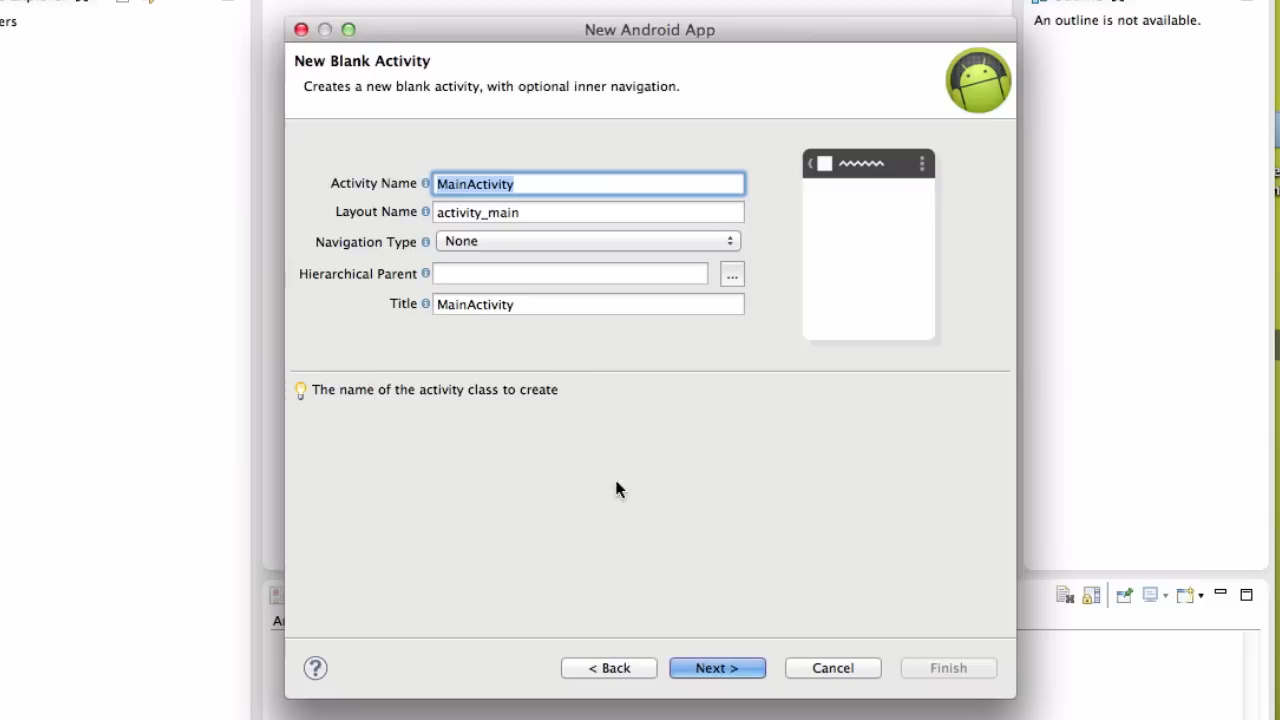 ers
New Android App
An outline is not available.
New Blank Activity
Creates a new blank activity, with optional inner navigation.
Activity Name MainActivity
Layout Name activity_main
Navigation Type None
Hierarchical Parent ...
Title MainActivity
The name of the activity class to create
? < Back Next > Cancel Finish